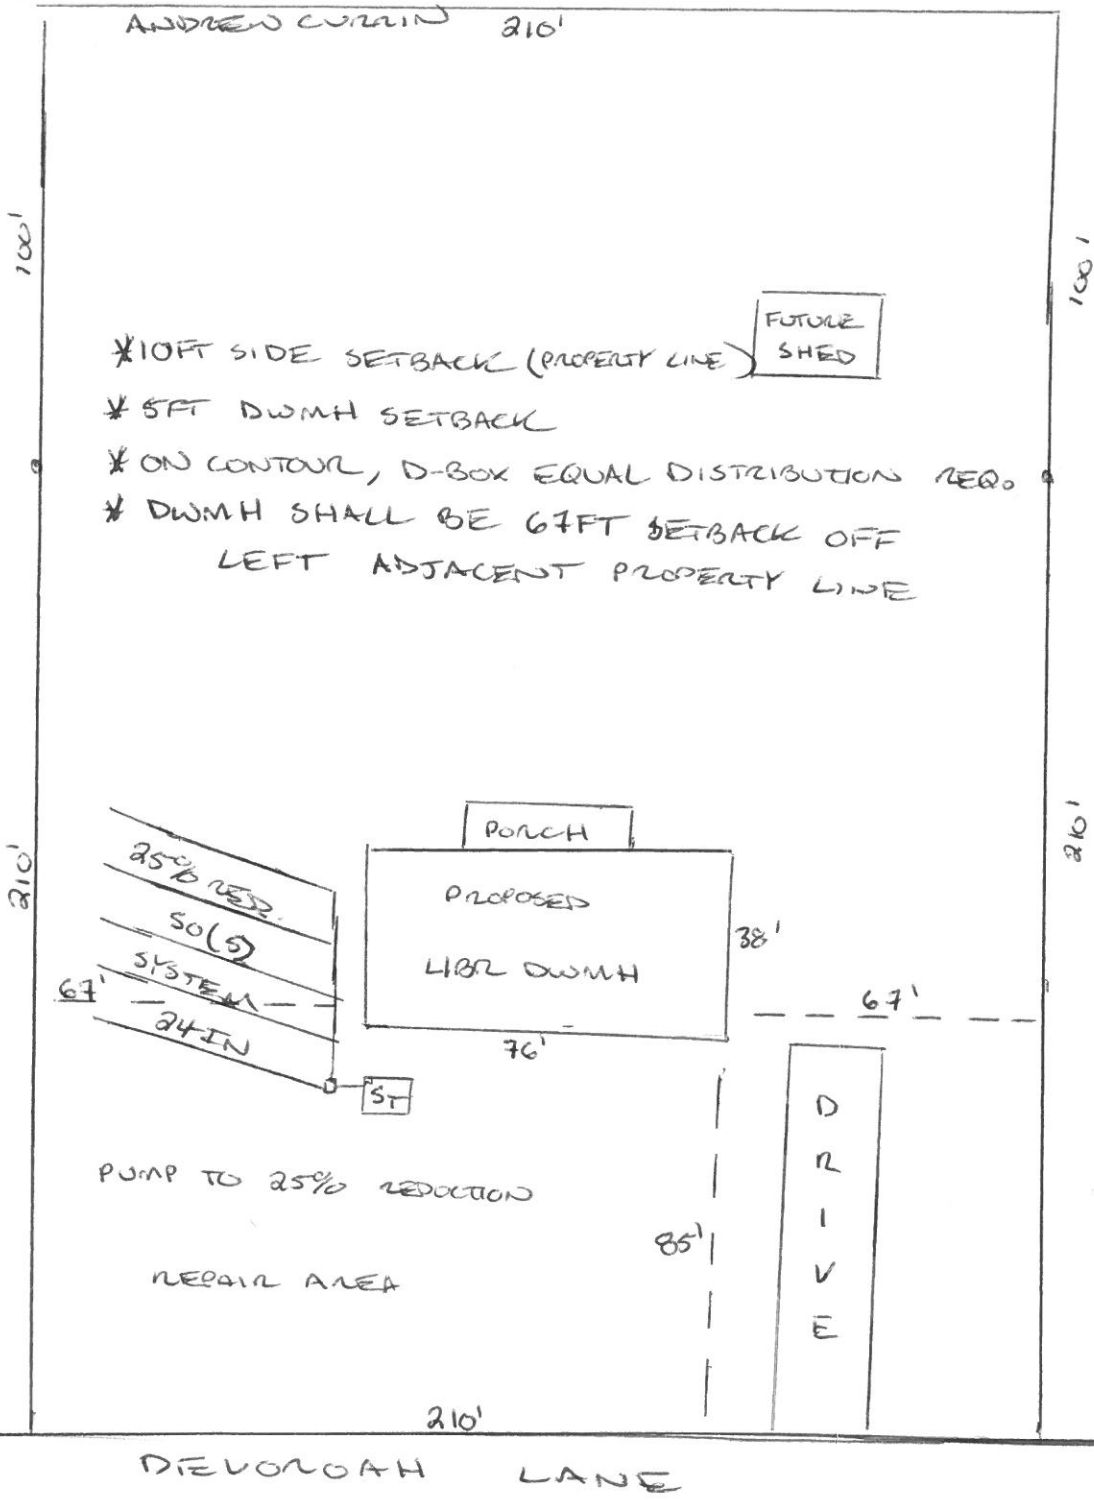 ANDREW CURRIN 210'
100'
100'
FUTURE
SHED
*10FT SIDE SETBACK (PROPERTY LINE)
* 5FT DWMH SETBACK
* ON CONTOUR, D-BOX EQUAL DISTRIBUTION REQ.
* DWMH SHALL BE 67FT SETBACK OFF
LEFT ADJACENT PROPERTY LINE
210'
210'
PORCH
25% RED.
50(5)
SYSTEM
24IN
PROPOSED
4BR DWMH
38'
67'
67'
76'
ST
DRIVE
PUMP TO 25% REDUCTION
85'
REPAIR AREA
210'
DEVOROAH LANE